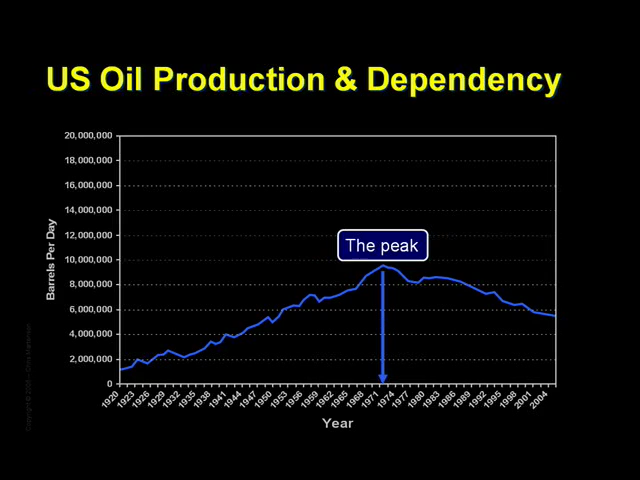 US Oil Production & Dependency
20,000,000
18,000,000
16,000,000
14,000,000
12,000,000
10,000,000
8,000,000
6,000,000
4,000,000
2,000,000
0
Barrels Per Day
The peak
1920 1923 1926 1929 1932 1935 1938 1941 1944 1947 1950 1953 1956 1959 1962 1965 1968 1971 1974 1977 1980 1983 1986 1989 1992 1995 1998 2001 2004
Year